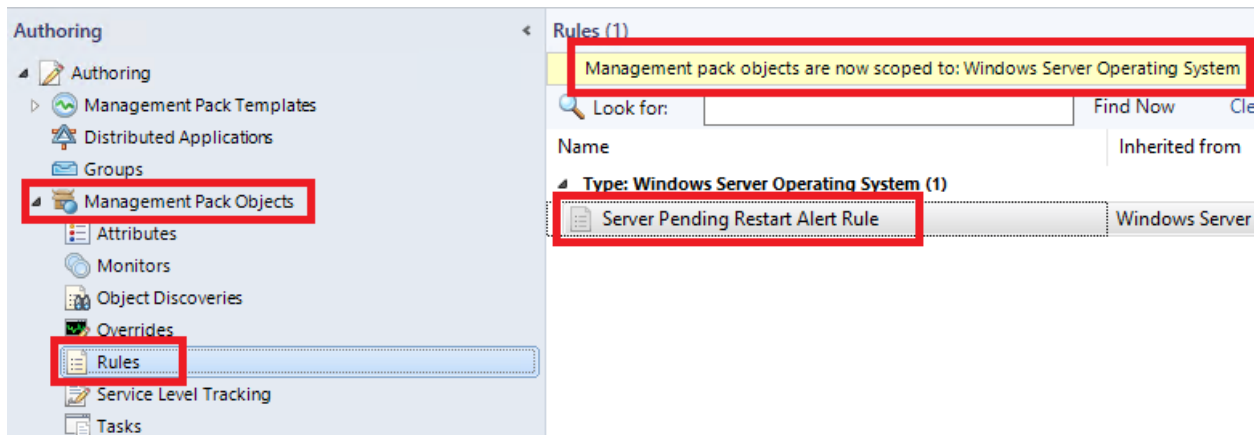 Authoring
Authoring
Management Pack Templates
Distributed Applications
Groups
Management Pack Objects
Attributes
Monitors
Object Discoveries
Overrides
Rules
Service Level Tracking
Tasks
Rules (1)
Management pack objects are now scoped to: Windows Server Operating System
Look for: Find Now
Name Inherited from
Type: Windows Server Operating System (1)
Server Pending Restart Alert Rule Windows Server